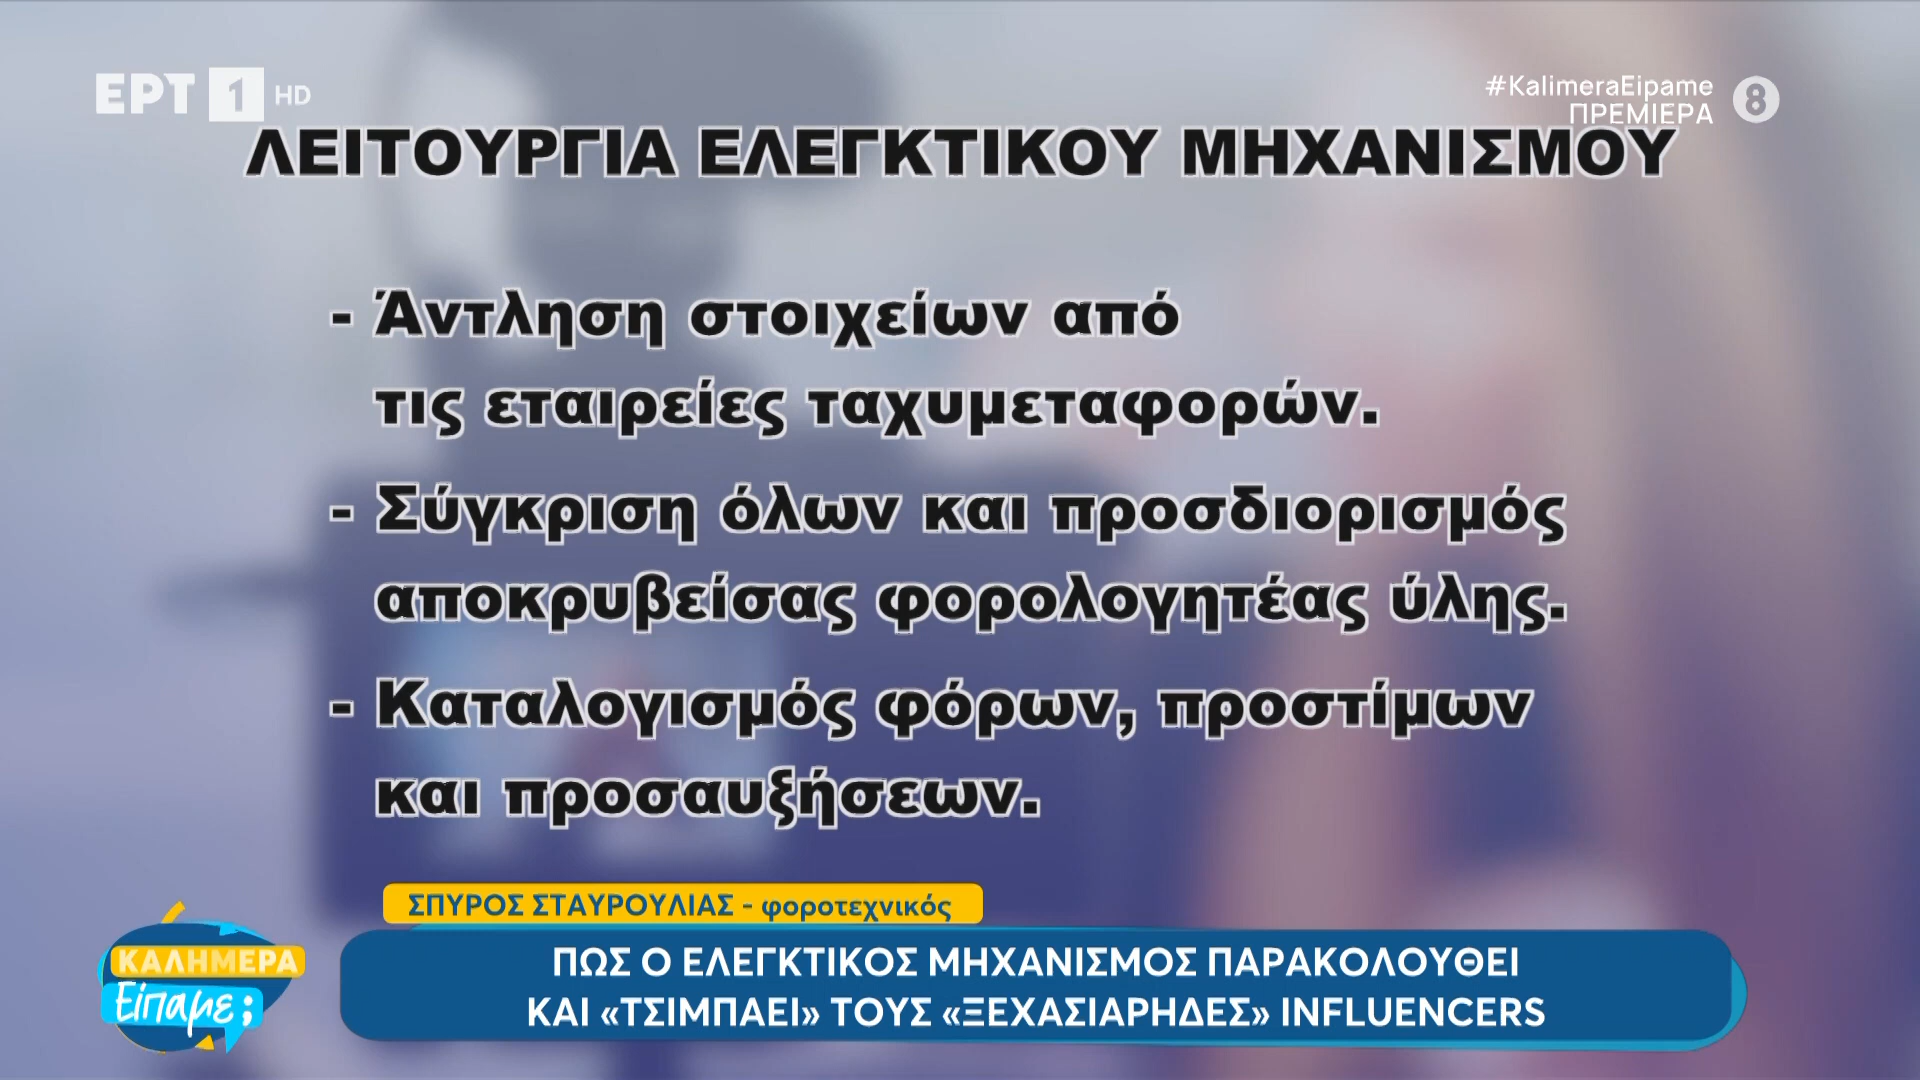 ΕΡΤ 1 HD
#KalimeraEipame
ΠΡΕΜΙΕΡΑ 8
ΛΕΙΤΟΥΡΓΙΑ ΕΛΕΓΚΤΙΚΟΥ ΜΗΧΑΝΙΣΜΟΥ
- Άντληση στοιχείων από
τις εταιρείες ταχυμεταφορών.
- Σύγκριση όλων και προσδιορισμός
αποκρυβείσας φορολογητέας ύλης.
- Καταλογισμός φόρων, προστίμων
και προσαυξήσεων.
ΣΠΥΡΟΣ ΣΤΑΥΡΟΥΛΙΑΣ - φοροτεχνικός
ΠΩΣ Ο ΕΛΕΓΚΤΙΚΟΣ ΜΗΧΑΝΙΣΜΟΣ ΠΑΡΑΚΟΛΟΥΘΕΙ
ΚΑΙ «ΤΣΙΜΠΑΕΙ» ΤΟΥΣ «ΞΕΧΑΣΙΑΡΗΔΕΣ» INFLUENCERS
ΚΑΛΗΜΕΡΑ
Είπαμε;